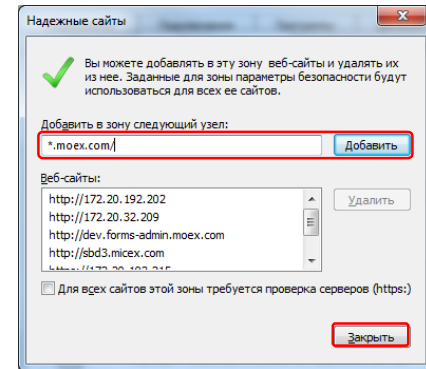 Надежные сайты
Вы можете добавлять в эту зону веб-сайты и удалять их
из нее. Заданные для зоны параметры безопасности будут
использоваться для всех ее сайтов.
Добавить в зону следующий узел:
*.moex.com/
Добавить
Веб-сайты:
http://172.20.192.202
Удалить
http://172.20.32.209
http://dev.forms-admin.moex.com
http://sbd3.micex.com
Для всех сайтов этой зоны требуется проверка серверов (https:)
Закрыть